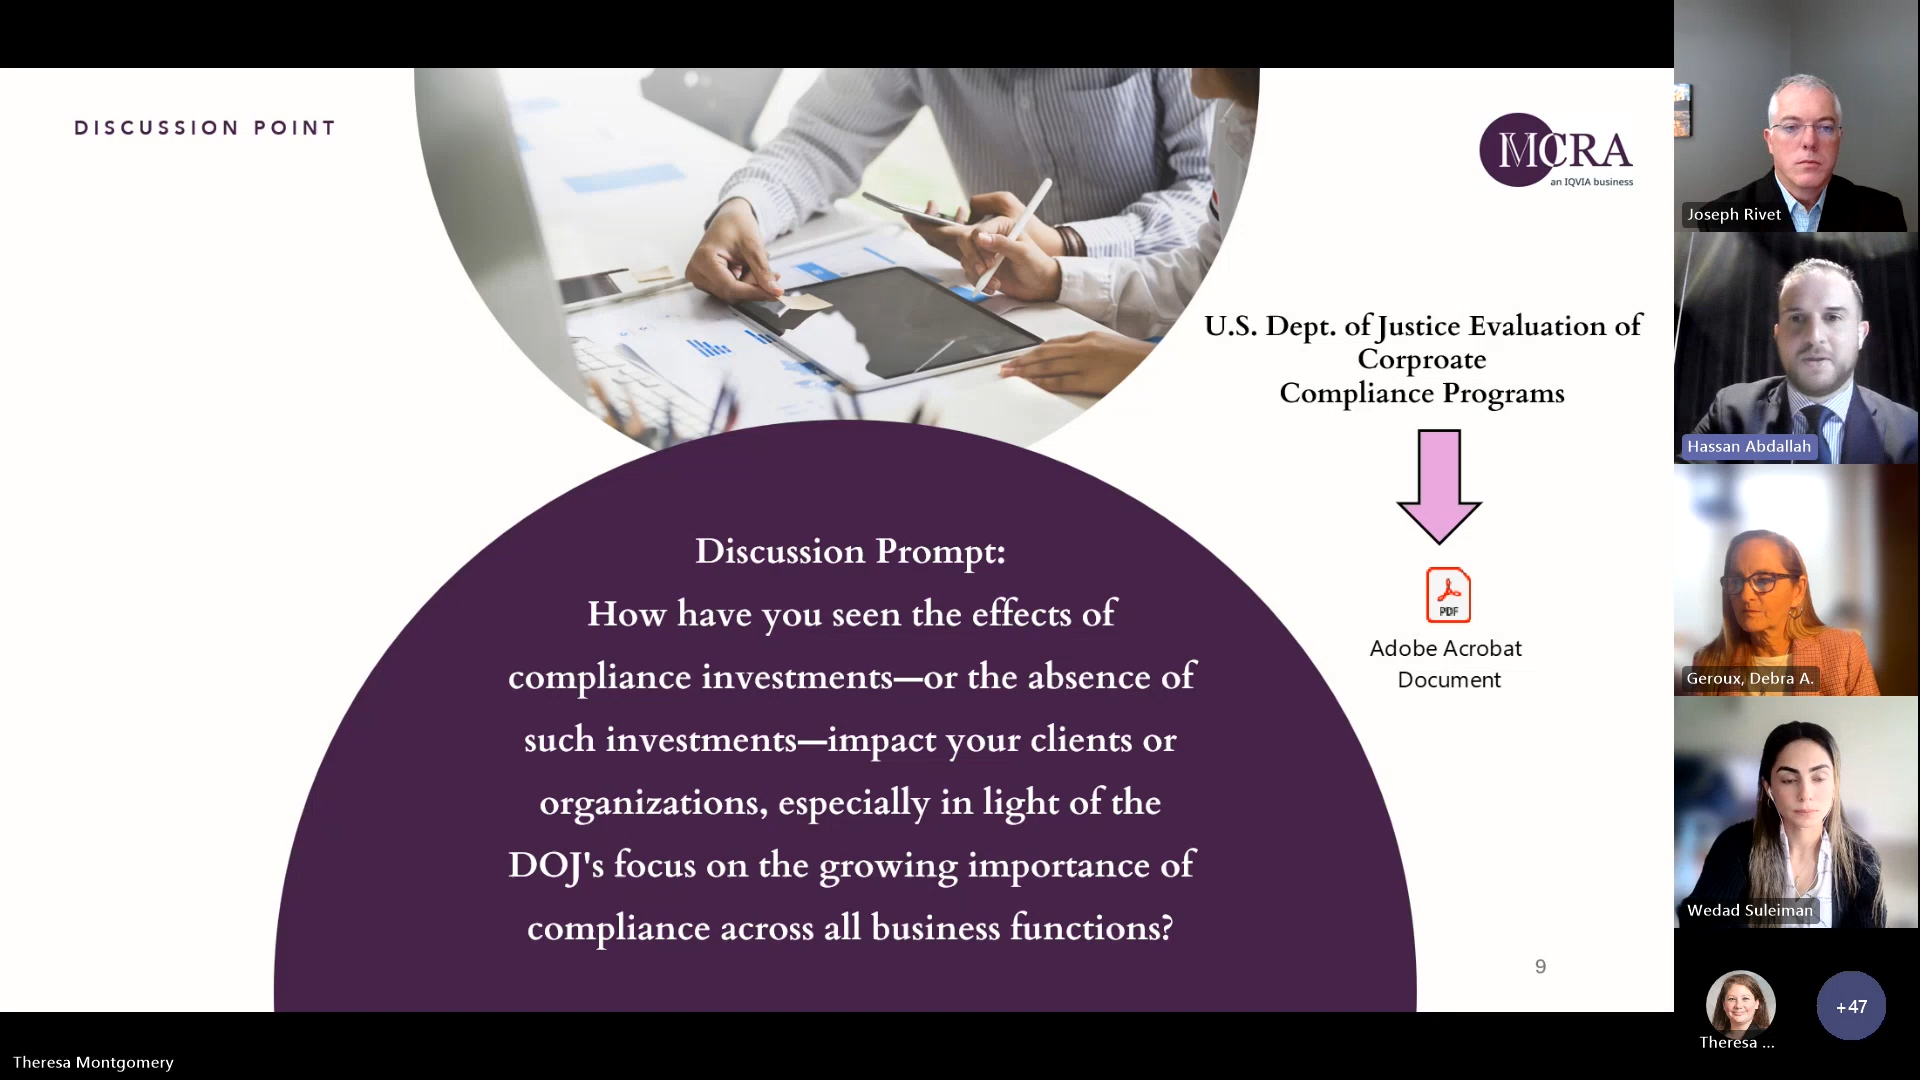 DISCUSSION POINT
MCRA
an IQVIA business
U.S. Dept. of Justice Evaluation of
Corproate
Compliance Programs
PDF
Adobe Acrobat
Document
Discussion Prompt:
How have you seen the effects of
compliance investments—or the absence of
such investments—impact your clients or
organizations, especially in light of the
DOJ's focus on the growing importance of
compliance across all business functions?
9
Joseph Rivet
Hassan Abdallah
Geroux, Debra A.
Wedad Suleiman
Theresa ...
+47
Theresa Montgomery